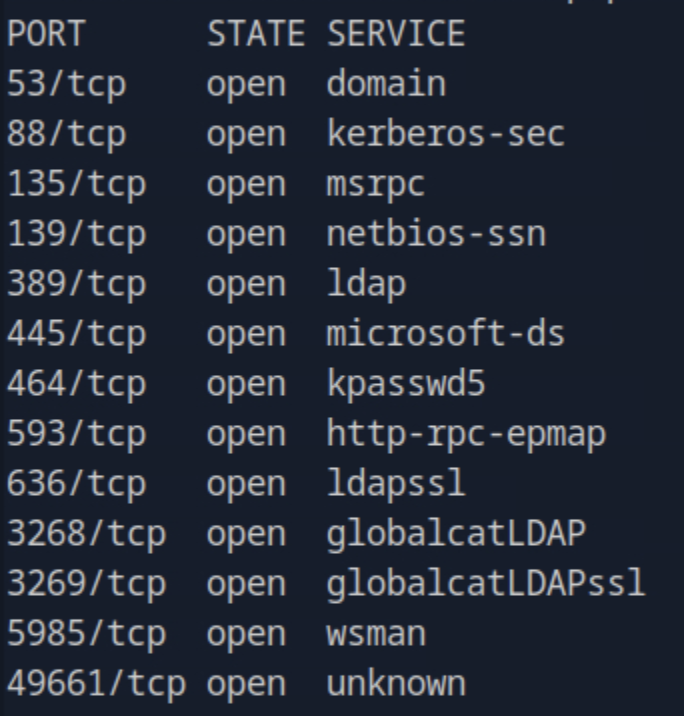 PORT STATE SERVICE
53/tcp open domain
88/tcp open kerberos-sec
135/tcp open msrpc
139/tcp open netbios-ssn
389/tcp open ldap
445/tcp open microsoft-ds
464/tcp open kpasswd5
593/tcp open http-rpc-epmap
636/tcp open ldapssl
3268/tcp open globalcatLDAP
3269/tcp open globalcatLDAPssl
5985/tcp open wsman
49661/tcp open unknown